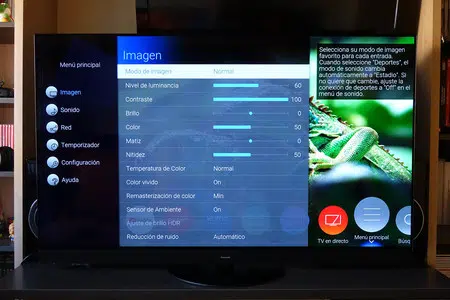 Menú principal
Imagen
Sonido
Red
Temporizador
Configuración
Ayuda
Imagen
Modo de imagen Normal
Nivel de luminancia 60
Contraste 100
Brillo 0
Color 50
Matiz 0
Nitidez 50
Temperatura de Color Normal
Color vivido On
Remasterización de color Mín
Sensor de Ambiente On
Ajuste de brillo HDR
Reducción de ruido Automático
Selecciona su modo de imagen
favorito para cada entrada.
Cuando selecciona "Deportes", el
modo de sonido cambia
automáticamente a "Estadio". Si
no quiere que cambie, ajuste la
conexión de deportes a "Off" en el
menú de sonido.
TV en directo
Menú principal
Búsq